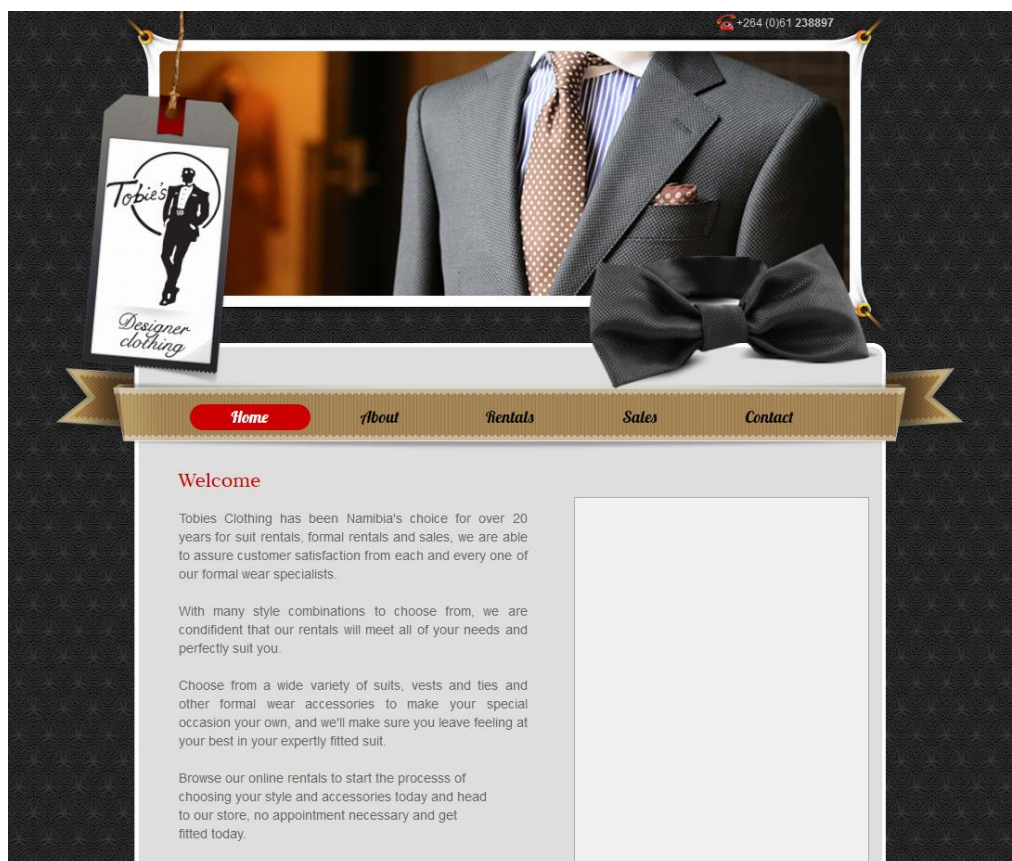 +264 (0)61 238897
Tobie's
Designer
clothing
Home About Rentals Sales Contact
Welcome
Tobies Clothing has been Namibia's choice for over 20
years for suit rentals, formal rentals and sales, we are able
to assure customer satisfaction from each and every one of
our formal wear specialists.
With many style combinations to choose from, we are
condifident that our rentals will meet all of your needs and
perfectly suit you.
Choose from a wide variety of suits, vests and ties and
other formal wear accessories to make your special
occasion your own, and we'll make sure you leave feeling at
your best in your expertly fitted suit.
Browse our online rentals to start the processs of
choosing your style and accessories today and head
to our store, no appointment necessary and get
fitted today.